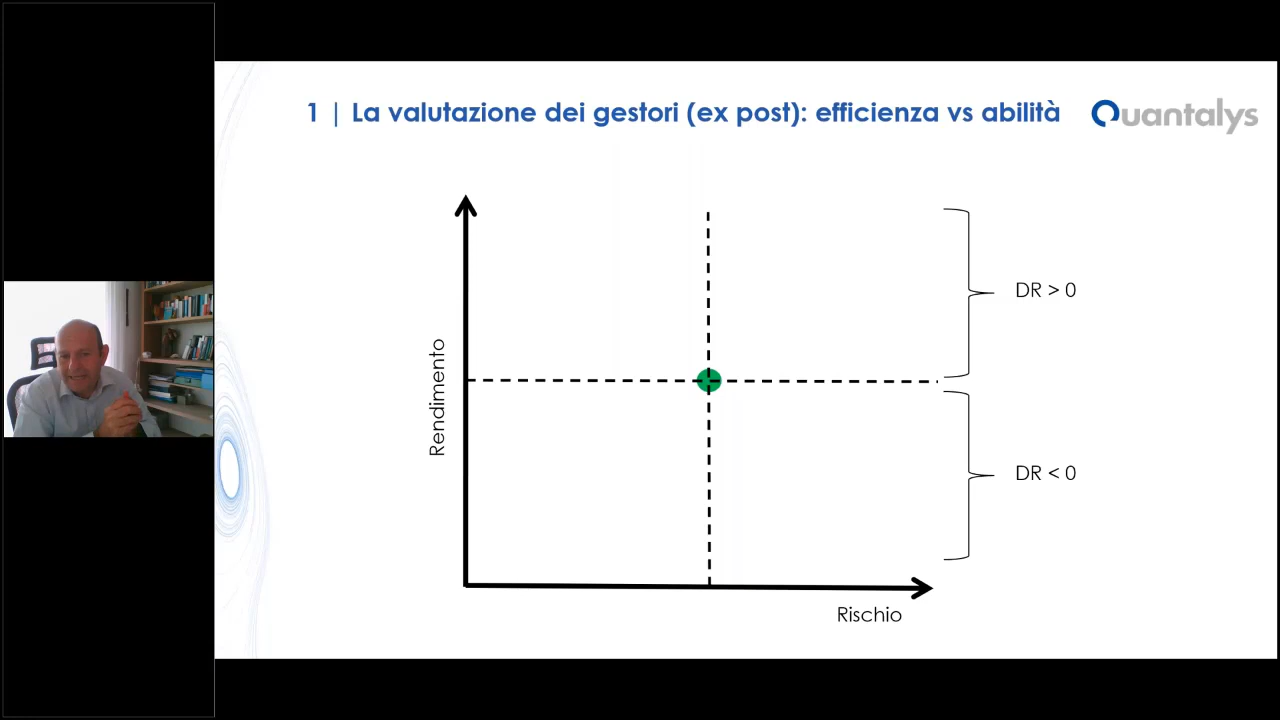 1 | La valutazione dei gestori (ex post): efficienza vs abilità
Quantalys
DR > 0
Rendimento
DR < 0
Rischio